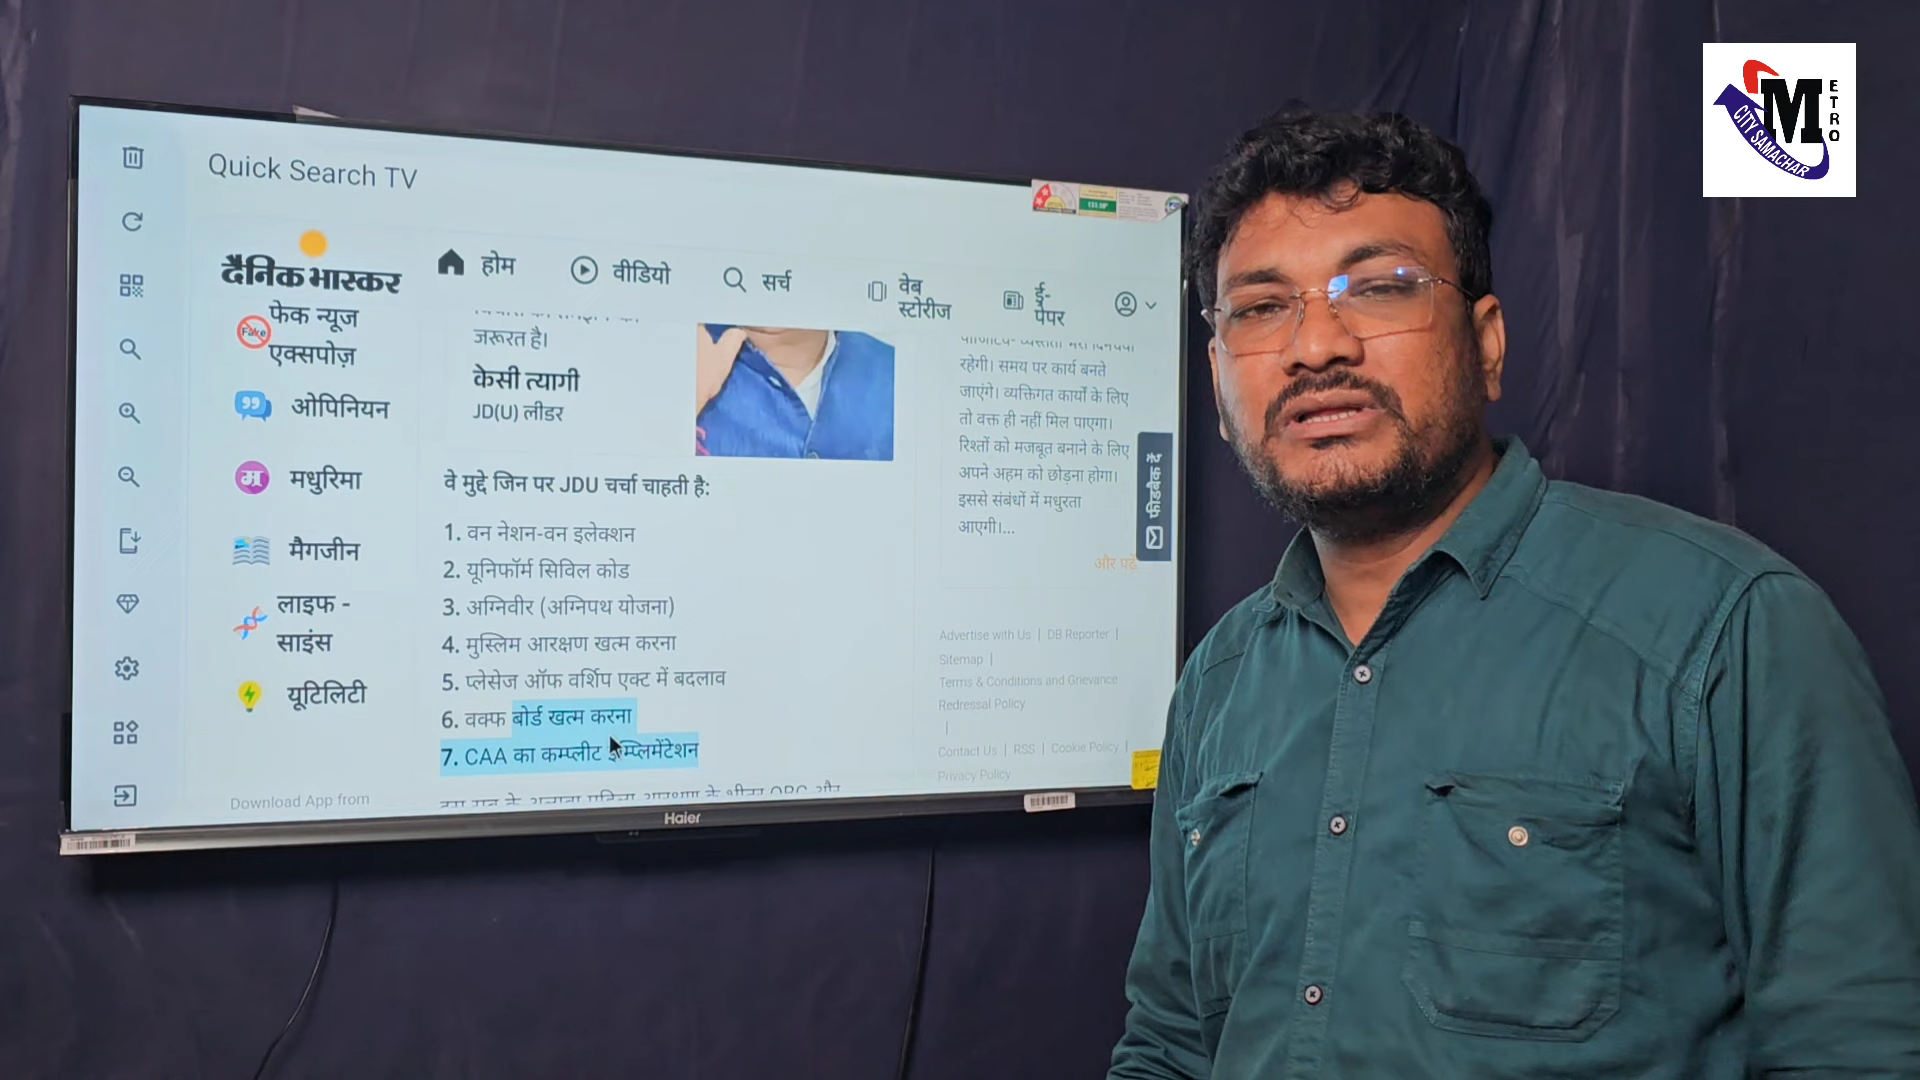 METRO
CITY SAMACHAR
Quick Search TV
दैनिक भास्कर
होम
वीडियो
सर्च
वेब
स्टोरीज
ई-
पेपर
Fake
फेक न्यूज
एक्सपोज़
ओपिनियन
म
मधुरिमा
मैगजीन
लाइफ -
साइंस
यूटिलिटी
Download App from
जरूरत है।
केसी त्यागी
JD(U) लीडर
वे मुद्दे जिन पर JDU चर्चा चाहती है:
1. वन नेशन-वन इलेक्शन
2. यूनिफॉर्म सिविल कोड
3. अग्निवीर (अग्निपथ योजना)
4. मुस्लिम आरक्षण खत्म करना
5. प्लेसेज ऑफ वर्शिप एक्ट में बदलाव
6. वक्फ बोर्ड खत्म करना
7. CAA का कम्प्लीट इम्प्लिमेंटेशन
रहेगी। समय पर कार्य बनते
जाएंगे। व्यक्तिगत कार्यों के लिए
तो वक्त ही नहीं मिल पाएगा।
रिश्तों को मजबूत बनाने के लिए
अपने अहम को छोड़ना होगा।
इससे संबंधों में मधुरता
आएगी।...
और पढ़ें
फीडबैक दें
Advertise with Us | DB Reporter |
Sitemap |
Terms & Conditions and Grievance
Redressal Policy
|
Contact Us | RSS | Cookie Policy |
Privacy Policy
Haier